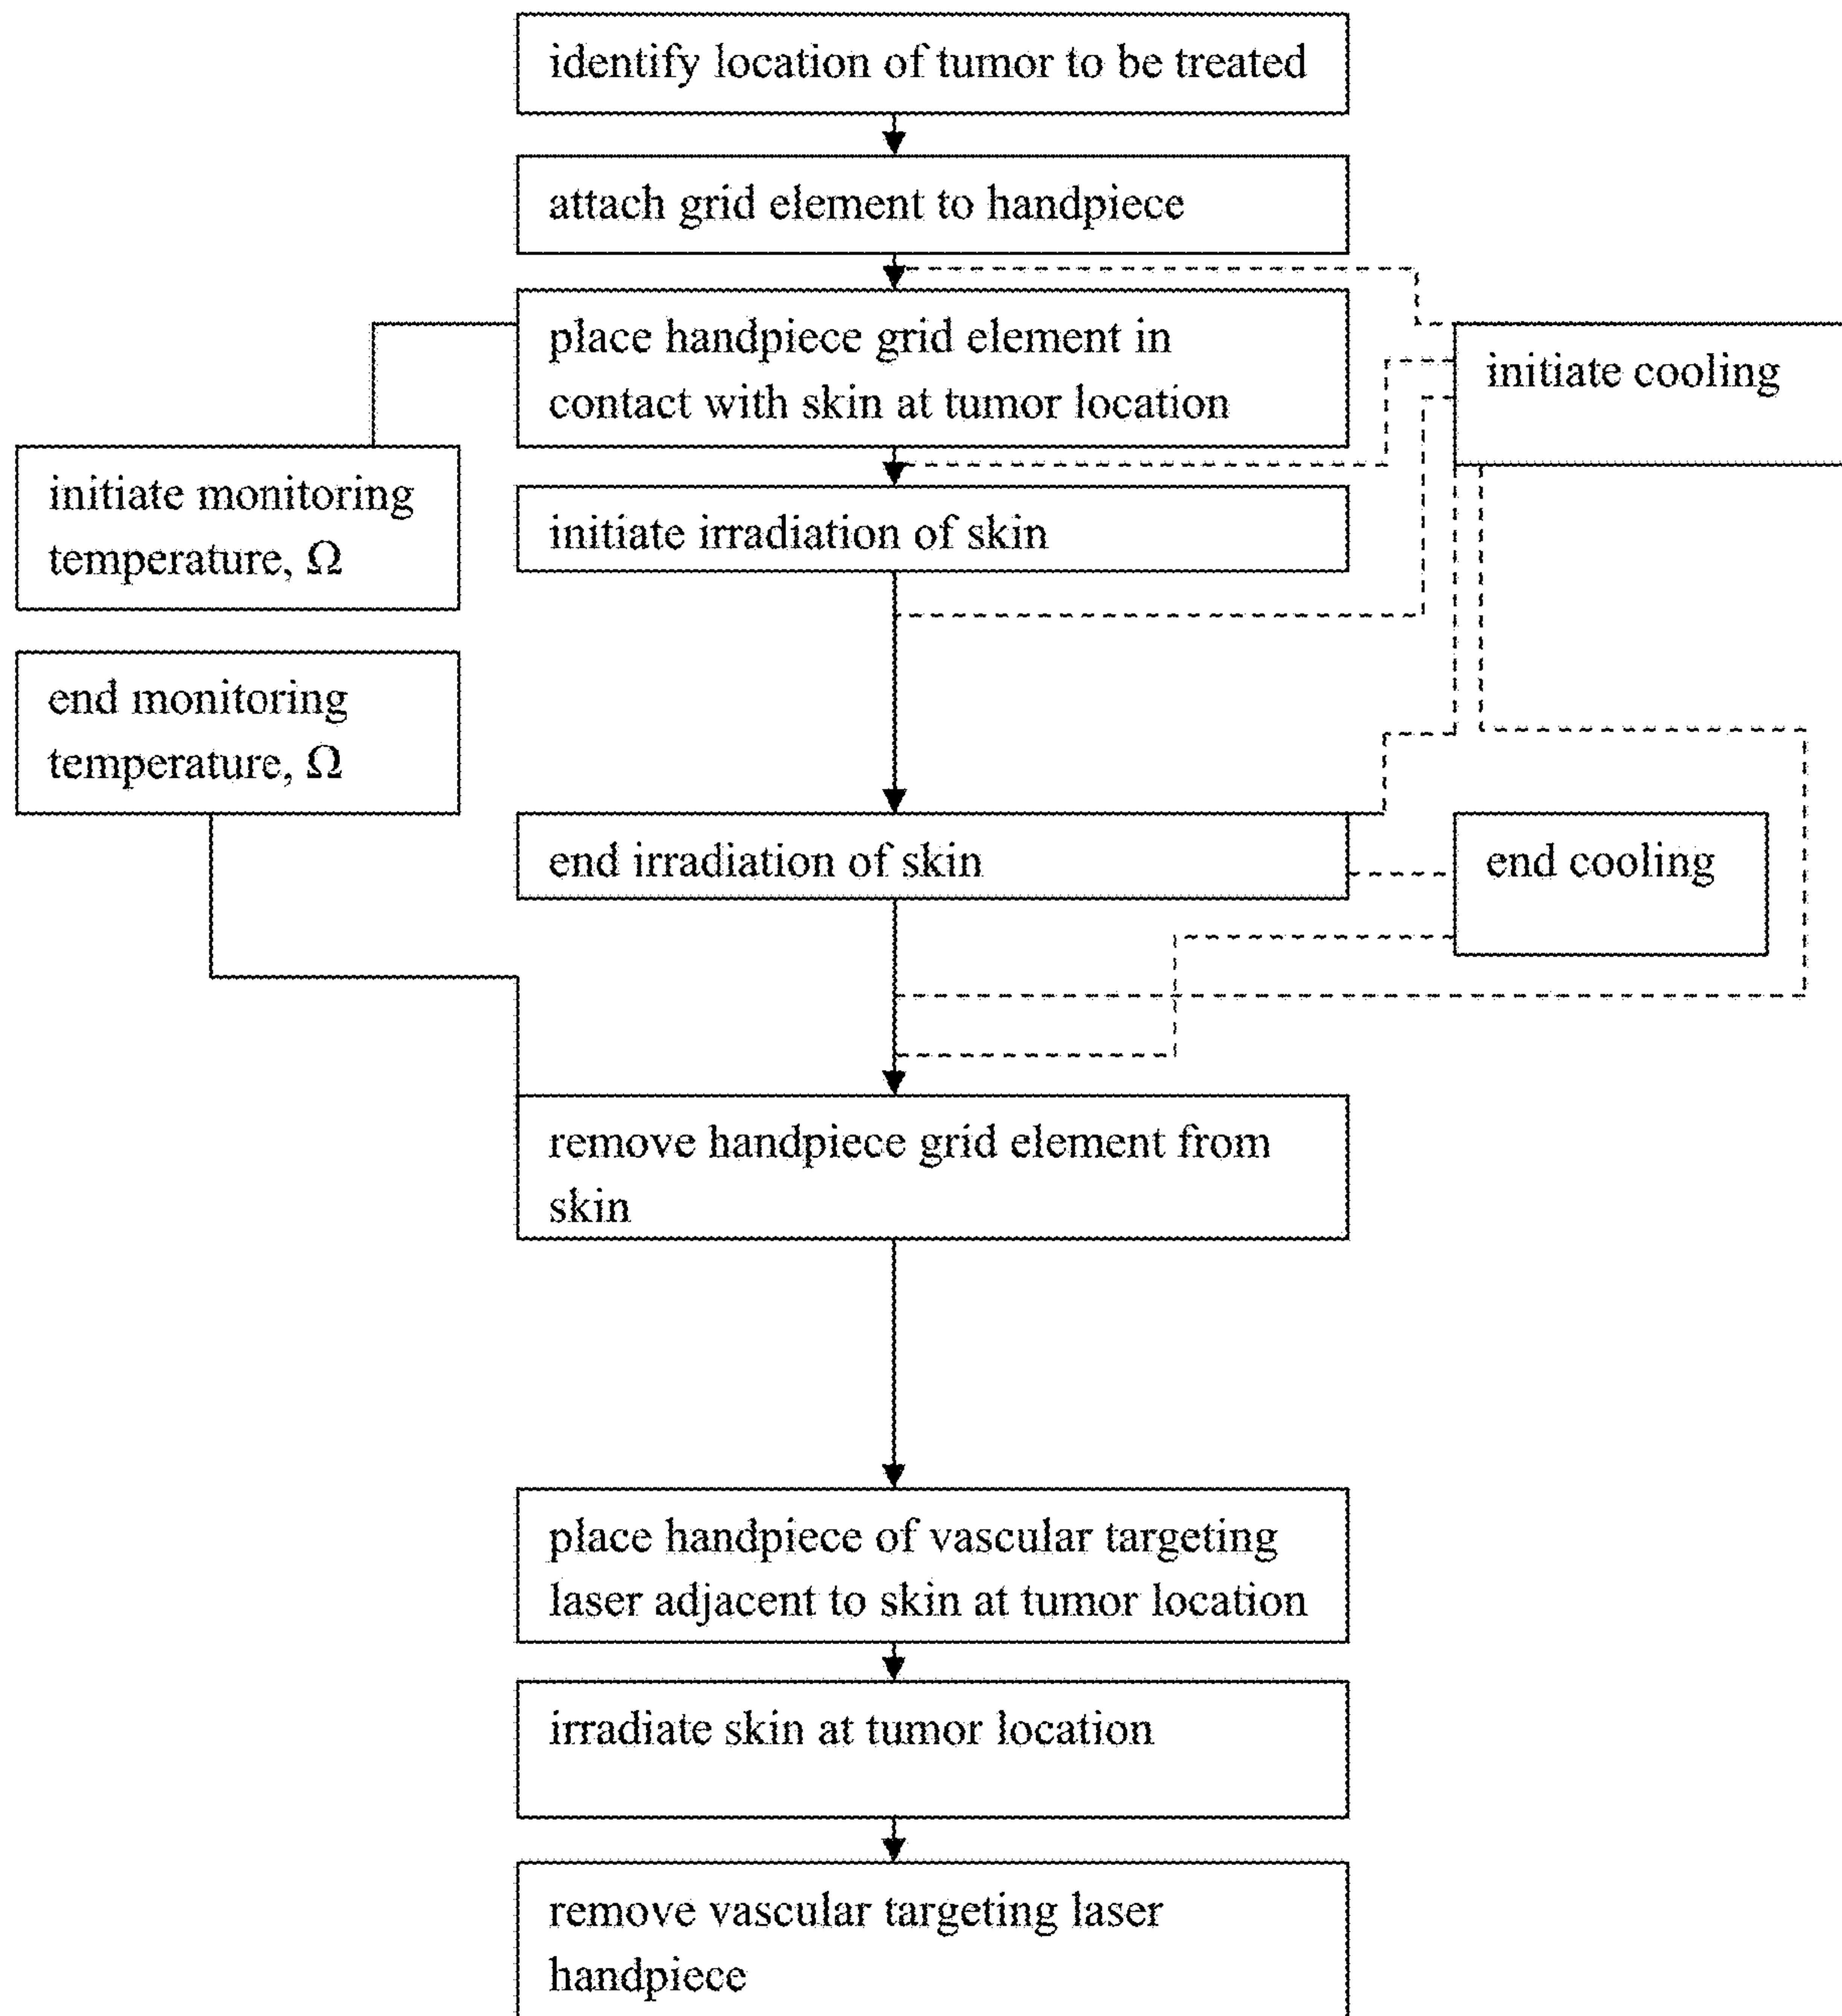 identify location of tumor to be treated
attach grid element to handpiece
place handpiece grid element in
contact with skin at tumor location
initiate cooling
initiate monitoring
temperature, Ω
initiate irradiation of skin
end monitoring
temperature, Ω
end irradiation of skin
end cooling
remove handpiece grid element from
skin
place handpiece of vascular targeting
laser adjacent to skin at tumor location
irradiate skin at tumor location
remove vascular targeting laser
handpiece